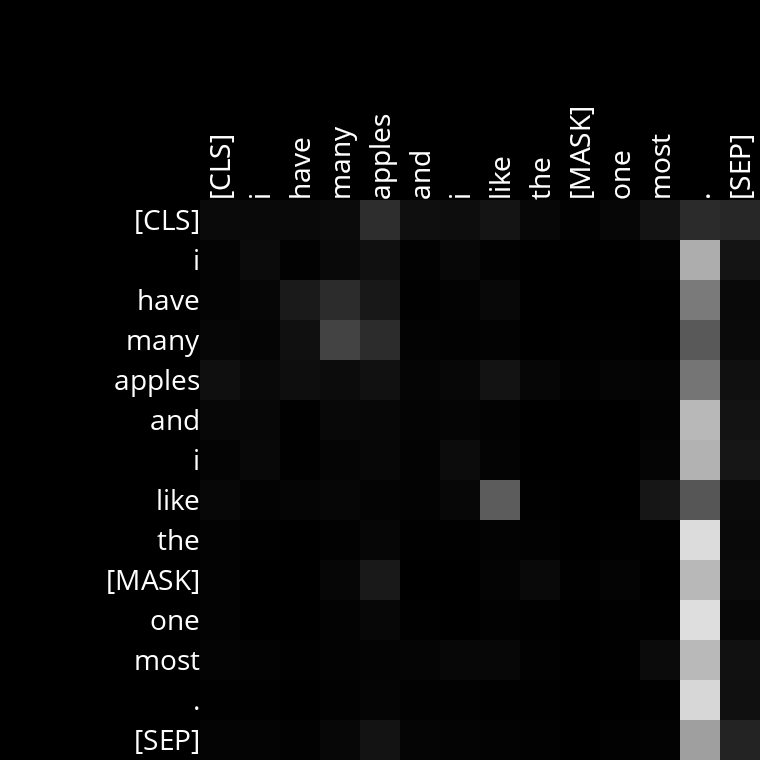 [CLS] i have many apples and i like the [MASK] one most . [SEP]
[CLS]
i
have
many
apples
and
i
like
the
[MASK]
one
most
.
[SEP]